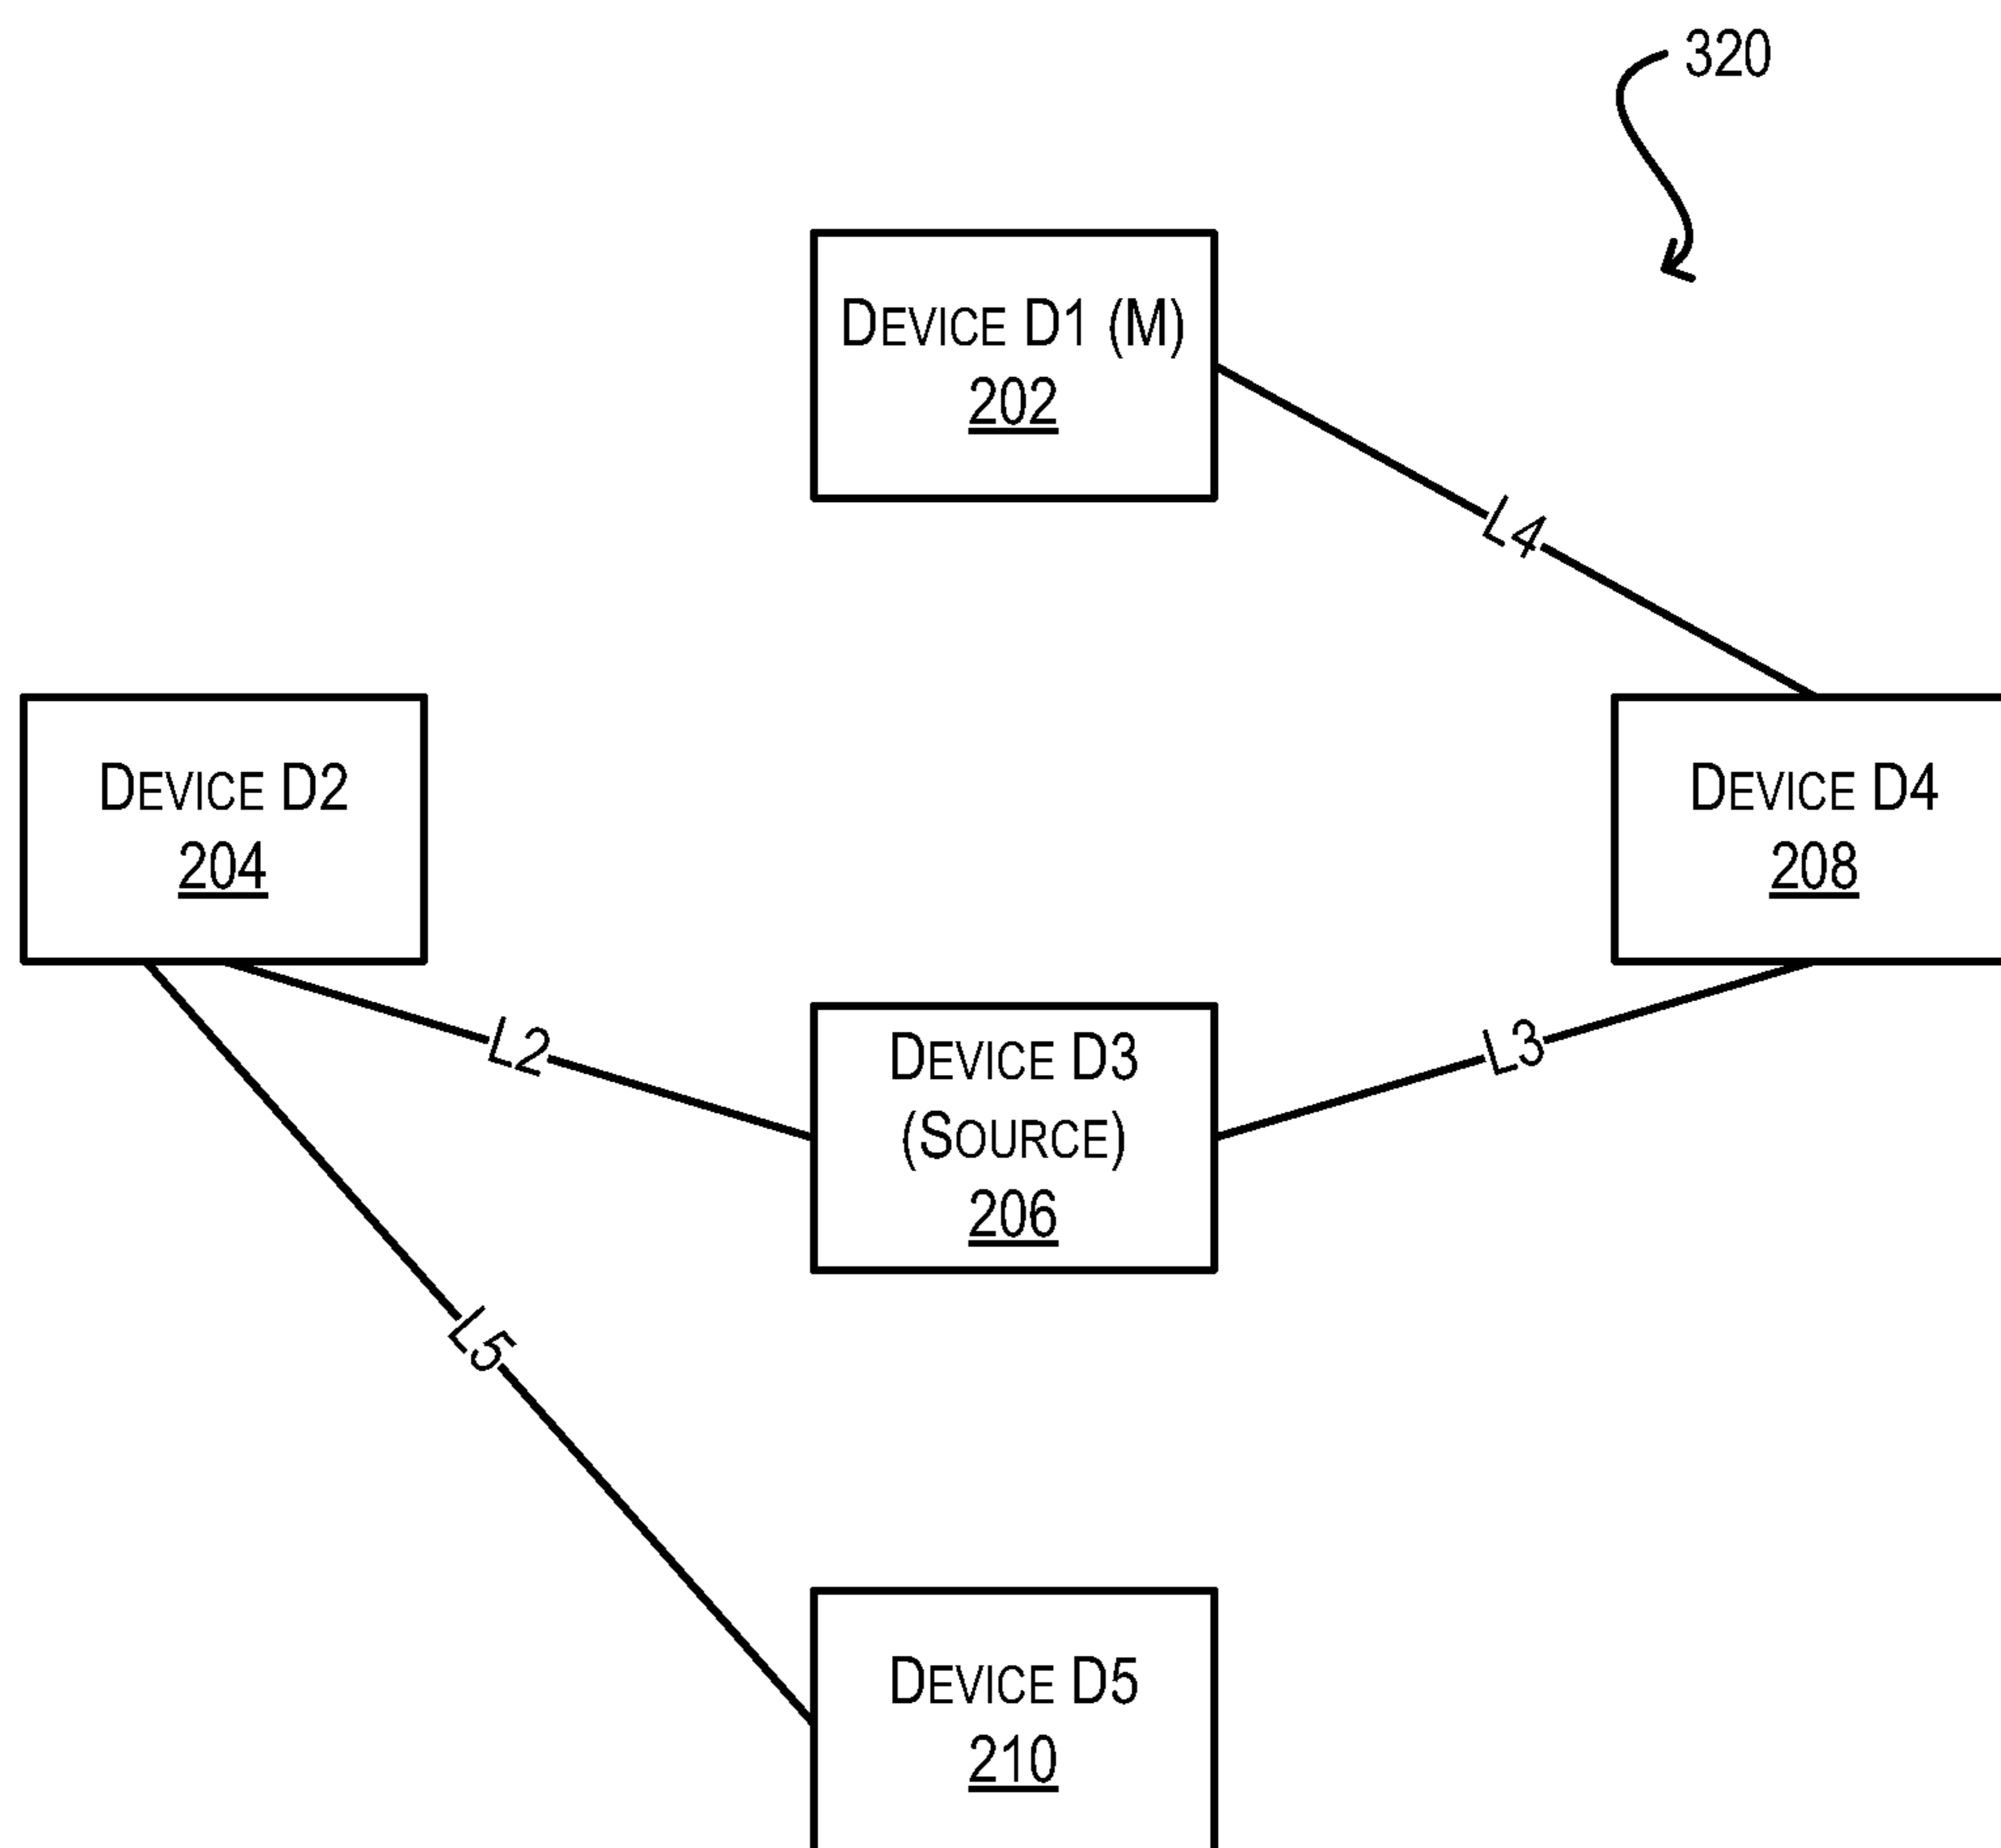 320
DEVICE D1 (M)
202
L4
DEVICE D2
204
DEVICE D4
208
L2
DEVICE D3
(SOURCE)
206
L3
L5
DEVICE D5
210